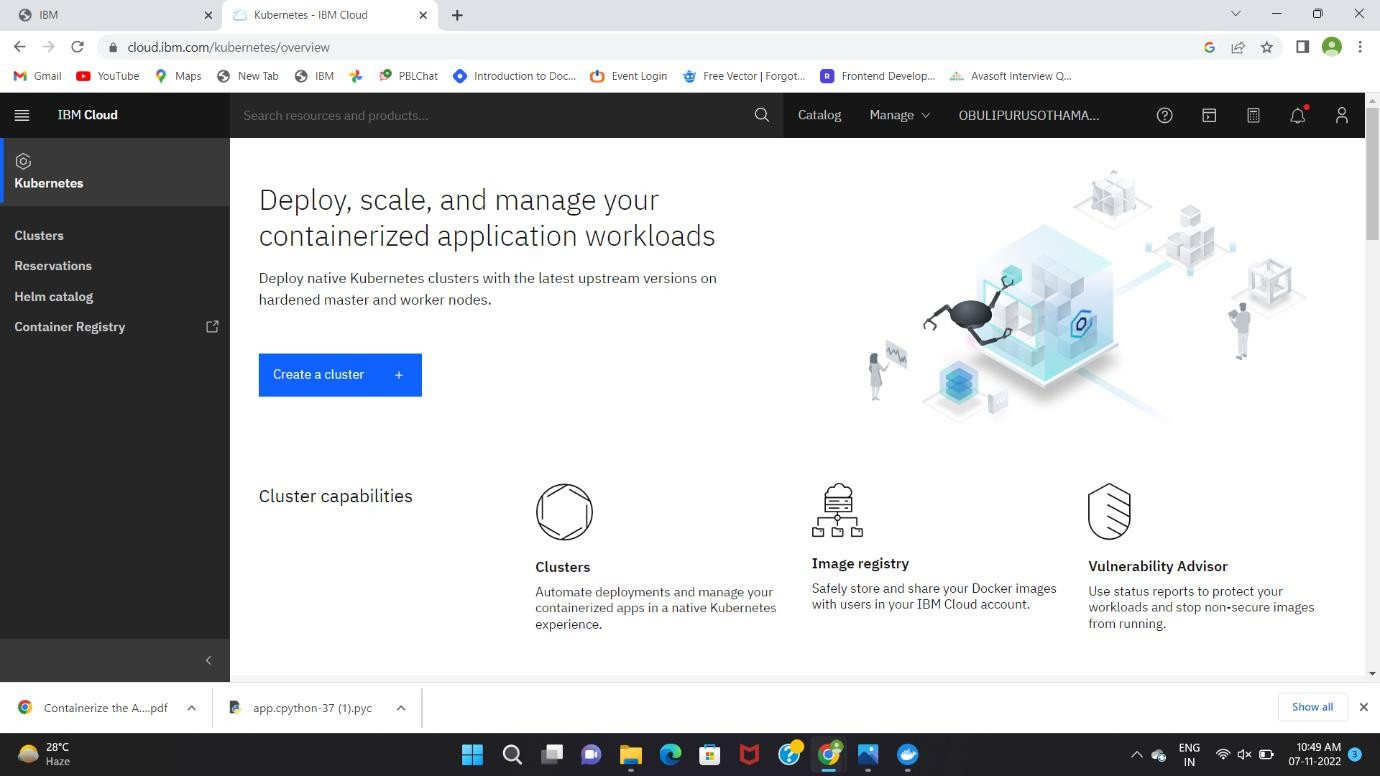 IBM
Kubernetes - IBM Cloud
cloud.ibm.com/kubernetes/overview
Gmail
YouTube
Maps
New Tab
IBM
PBLChat
Introduction to Doc...
Event Login
Free Vector | Forgot...
Frontend Develop...
Avasoft Interview Q...
IBM Cloud
Search resources and products...
Catalog
Manage
OBULIPURUSOTHAMA...
Kubernetes
Clusters
Reservations
Helm catalog
Container Registry
Deploy, scale, and manage your
containerized application workloads
Deploy native Kubernetes clusters with the latest upstream versions on
hardened master and worker nodes.
Create a cluster +
Cluster capabilities
Clusters
Automate deployments and manage your
containerized apps in a native Kubernetes
experience.
Image registry
Safely store and share your Docker images
with users in your IBM Cloud account.
Vulnerability Advisor
Use status reports to protect your
workloads and stop non-secure images
from running.
Containerize the A....pdf
app.cpython-37 (1).pyc
Show all
28°C
Haze
ENG
IN
10:49 AM
07-11-2022
3